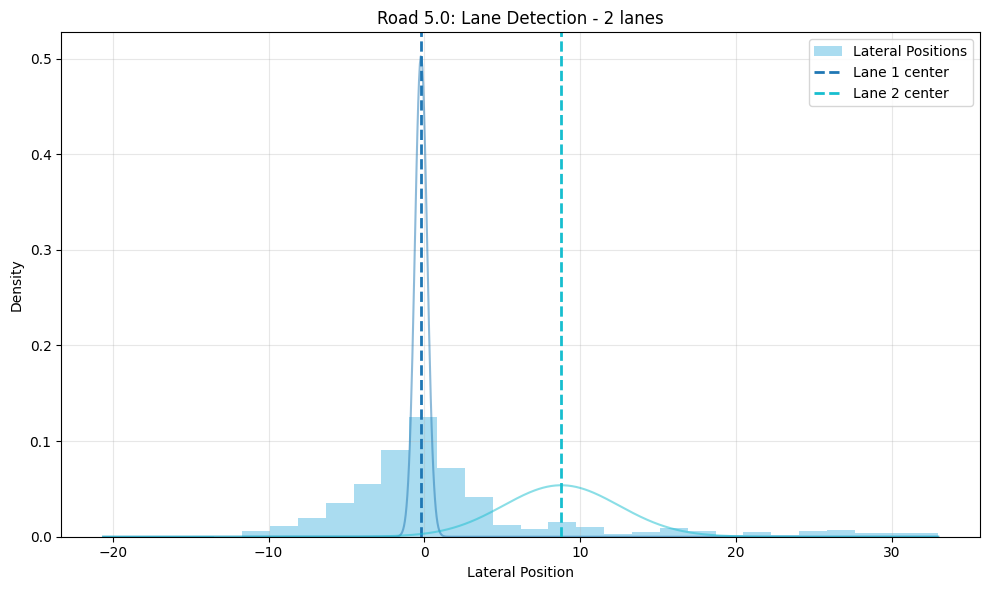 Road 5.0: Lane Detection - 2 lanes
Lateral Positions
Lane 1 center
Lane 2 center
0.5
0.4
0.3
0.2
0.1
0.0
Density
−20
−10
0
10
20
30
Lateral Position